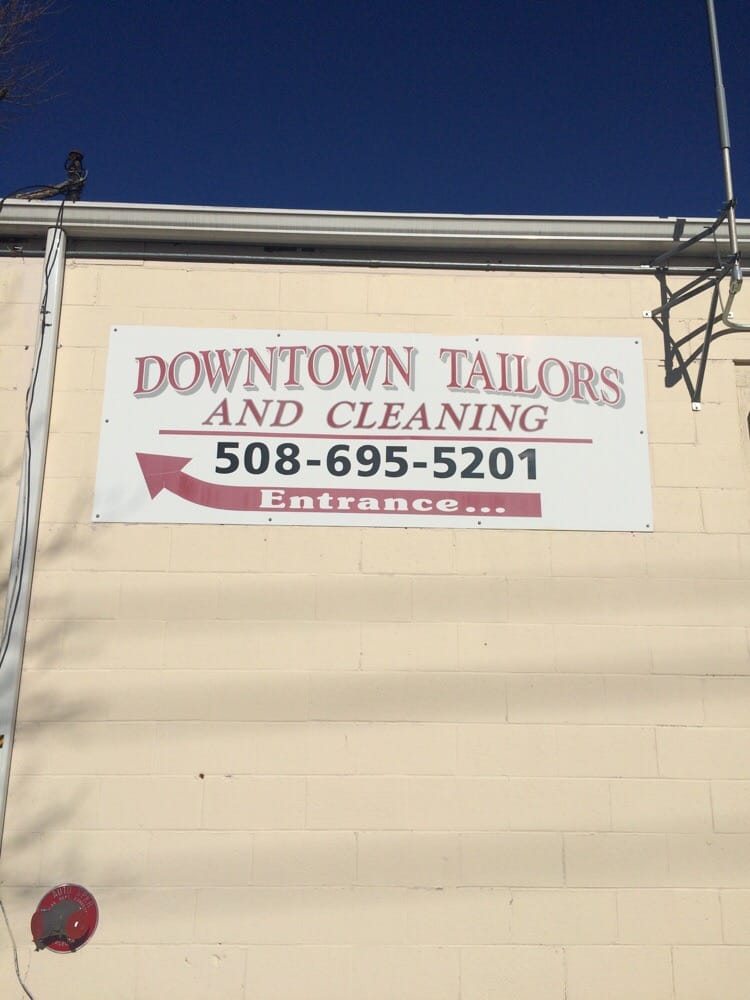 DOWNTOWN TAILORS
AND CLEANING
508-695-5201
Entrance...